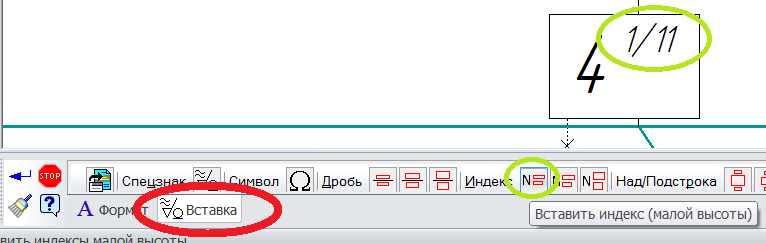 4 1/11
STOP
Спецзнак Символ Дробь Индекс N N N Над/Подстрока
А Формат Вставка
Вставить индекс (малой высоты)
вить индексы малой высоты